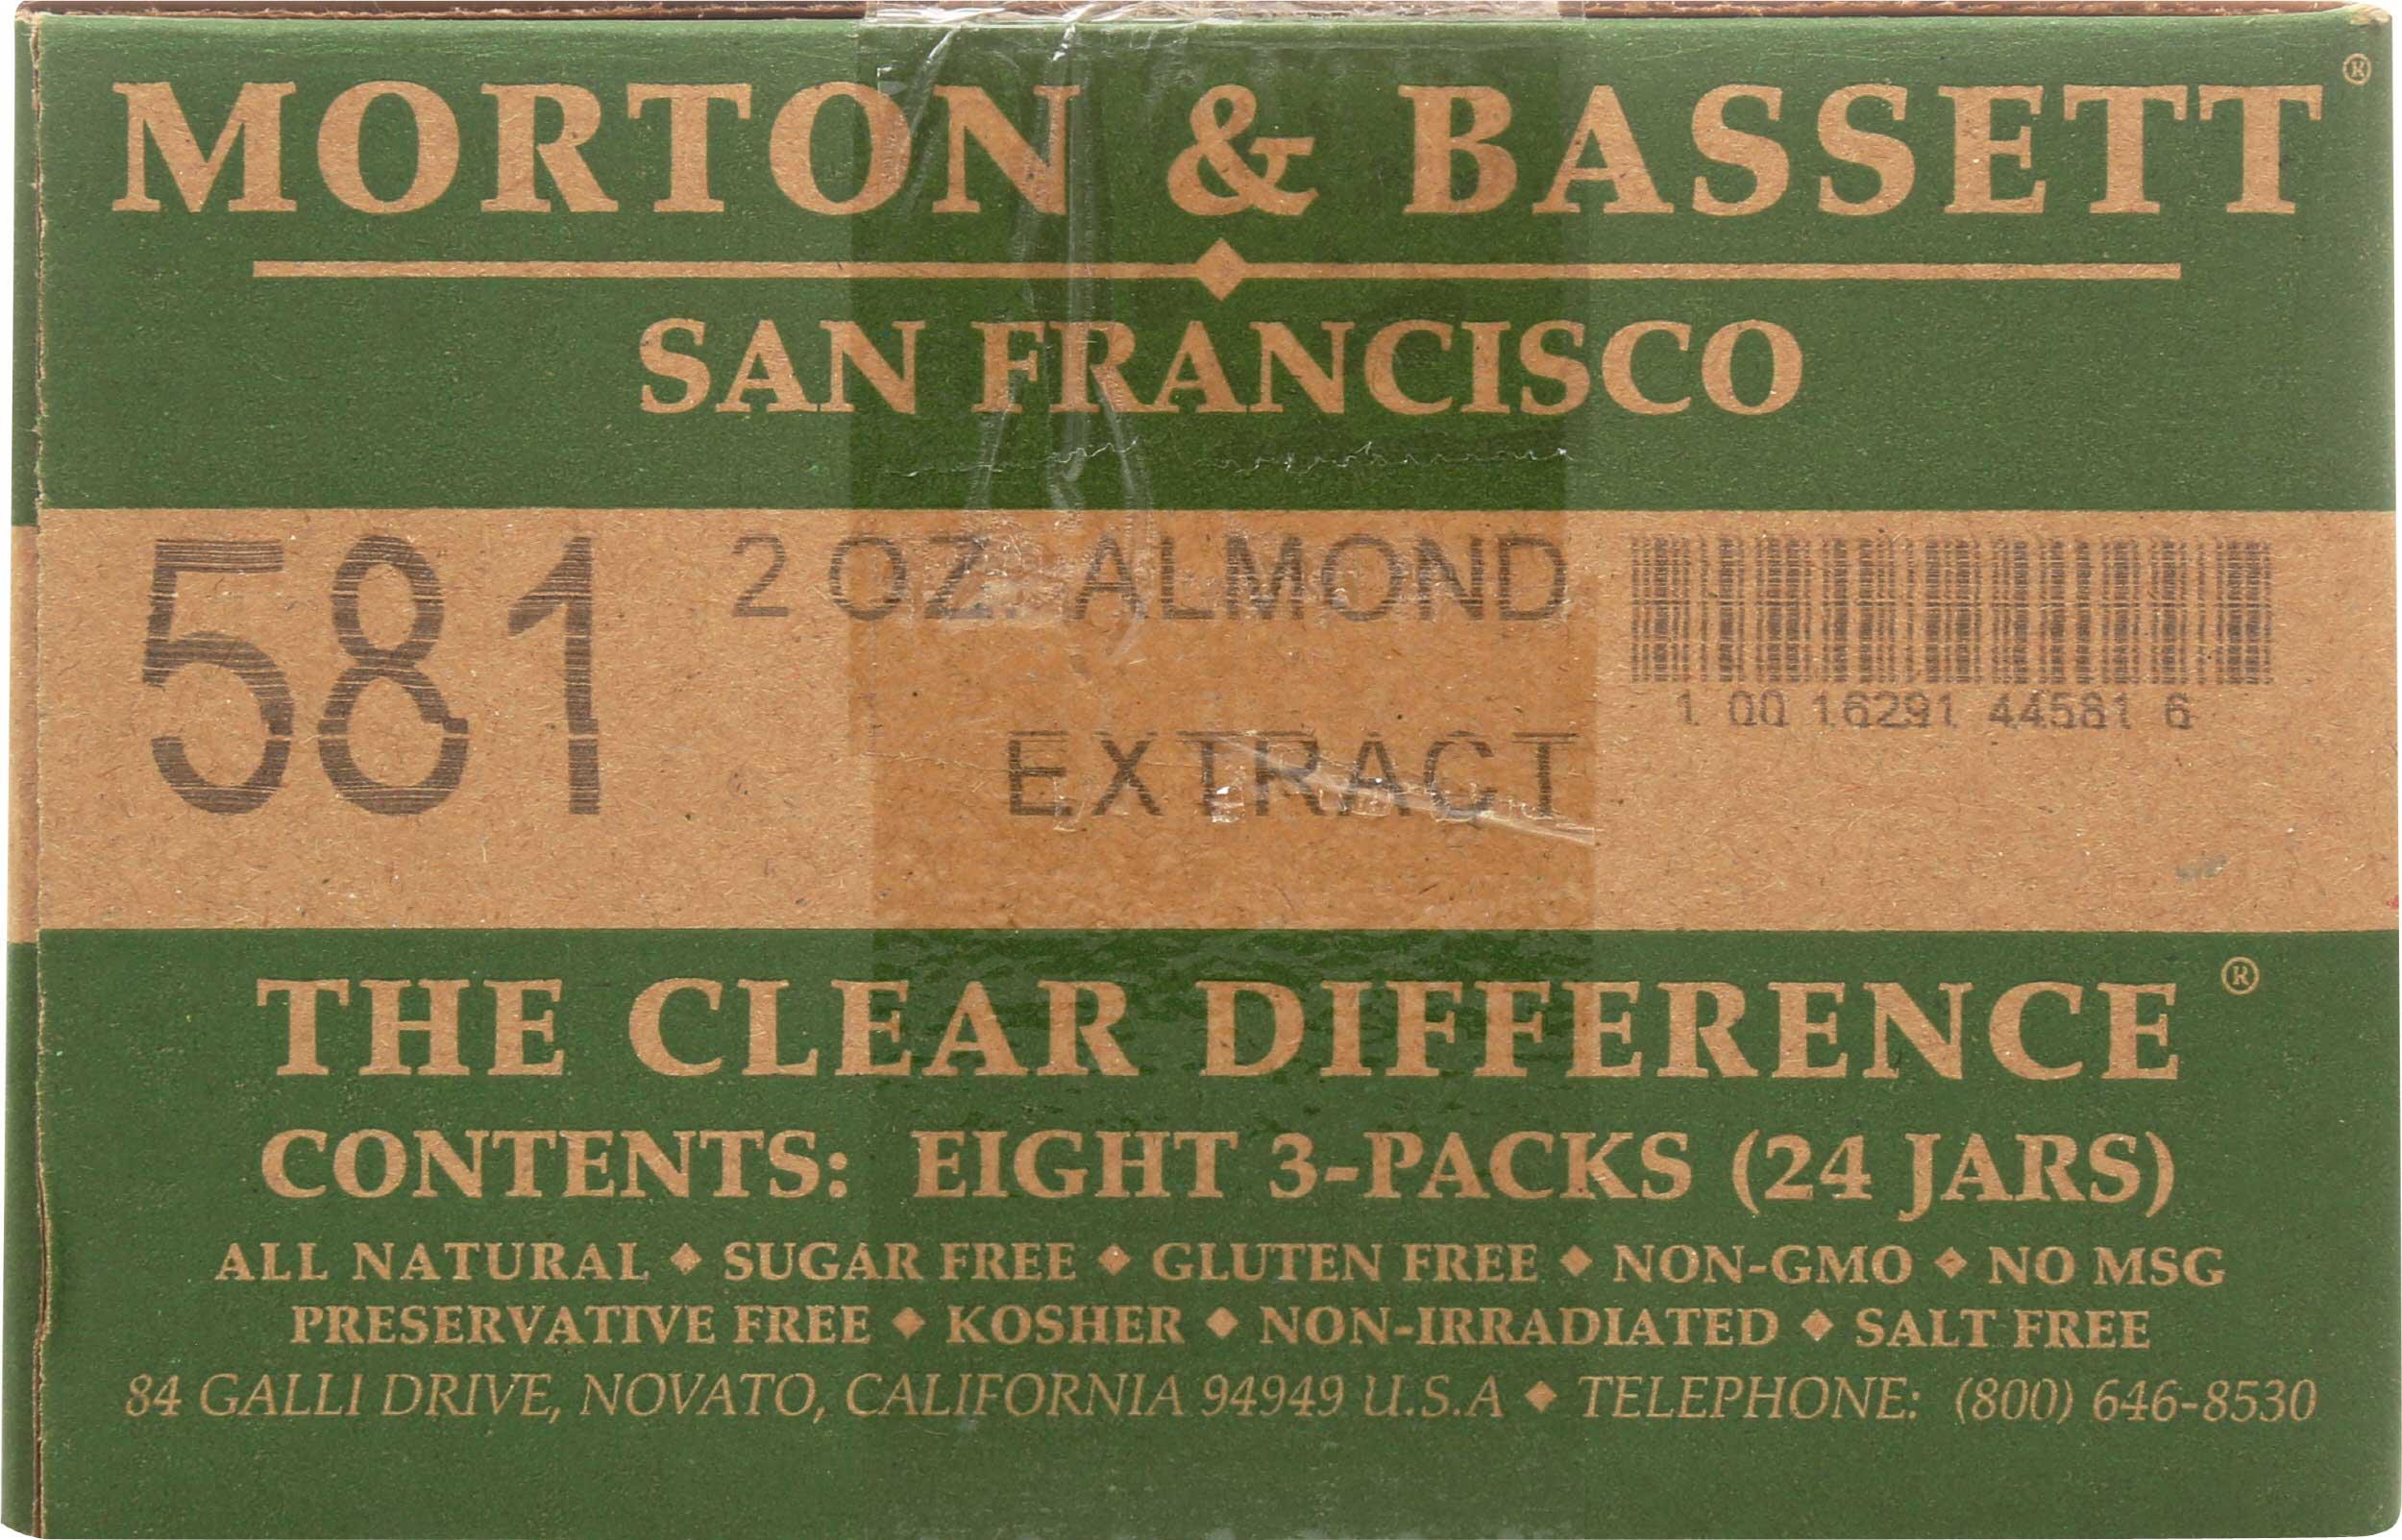 MORTON & BASSETT®
SAN FRANCISCO
581 2 OZ. ALMOND
EXTRACT
1 00 16291 44581 6
THE CLEAR DIFFERENCE®
CONTENTS: EIGHT 3-PACKS (24 JARS)
ALL NATURAL ◆ SUGAR FREE ◆ GLUTEN FREE ◆ NON-GMO ◆ NO MSG
PRESERVATIVE FREE ◆ KOSHER ◆ NON-IRRADIATED ◆ SALT FREE
84 GALLI DRIVE, NOVATO, CALIFORNIA 94949 U.S.A ◆ TELEPHONE: (800) 646-8530